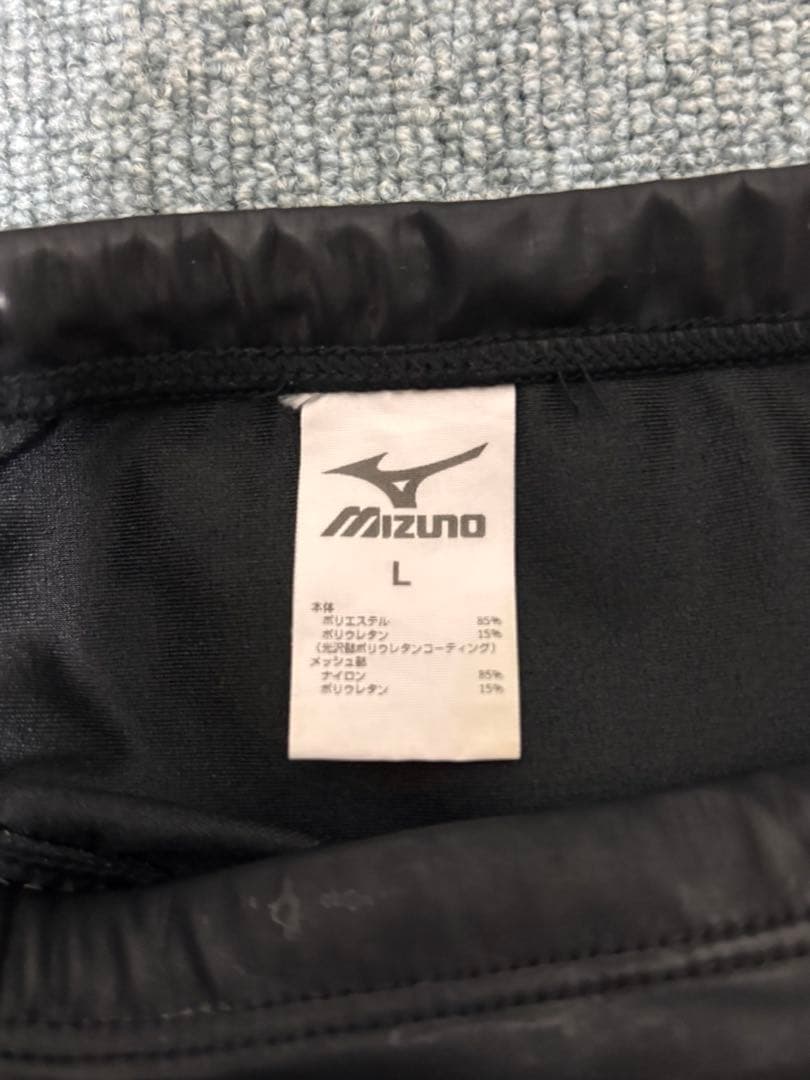 MIZUNO
L
本体
ポリエステル 85%
ポリウレタン 15%
(光沢部ポリウレタンコーティング)
メッシュ部
ナイロン 85%
ポリウレタン 15%